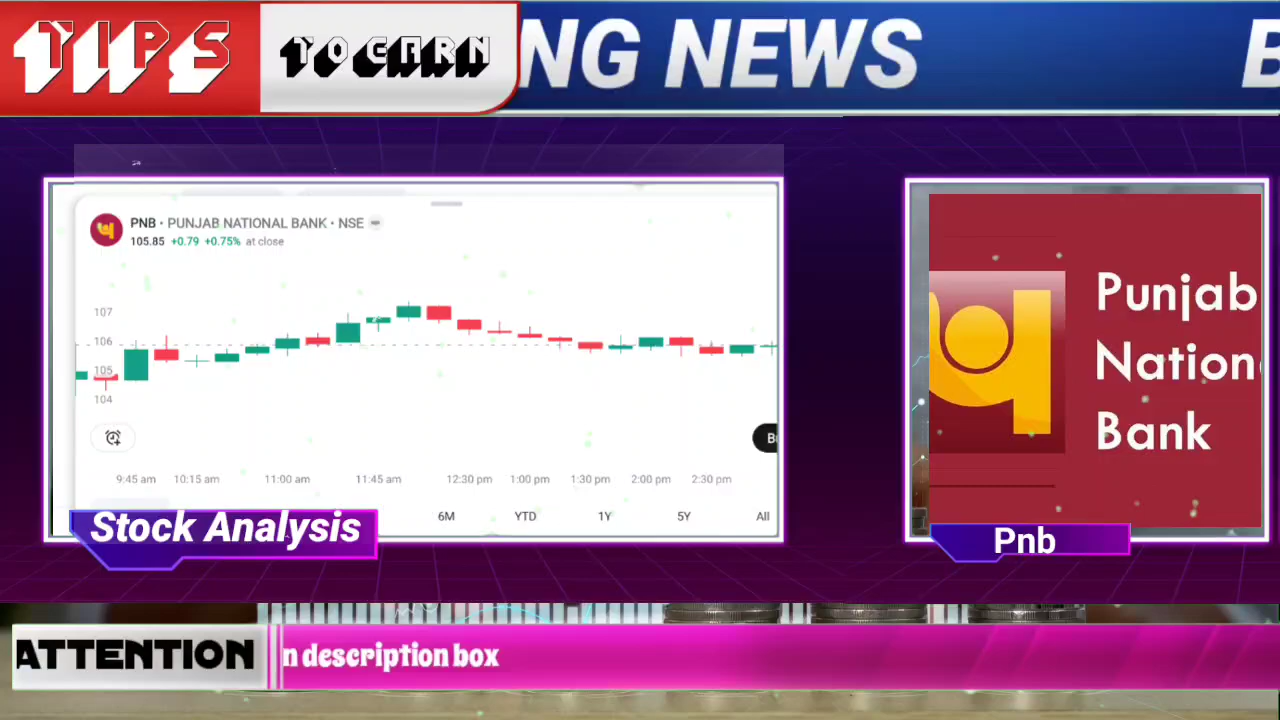 TIPS
TO EARN
NG NEWS
B
PNB • PUNJAB NATIONAL BANK • NSE
105.85 +0.79 +0.75% at close
107
106
105
104
B
9:45 am 10:15 am 11:00 am 11:45 am 12:30 pm 1:00 pm 1:30 pm 2:00 pm 2:30 pm
6M YTD 1Y 5Y All
Stock Analysis
Punjab
Nation
Bank
Pnb
ATTENTION
n description box